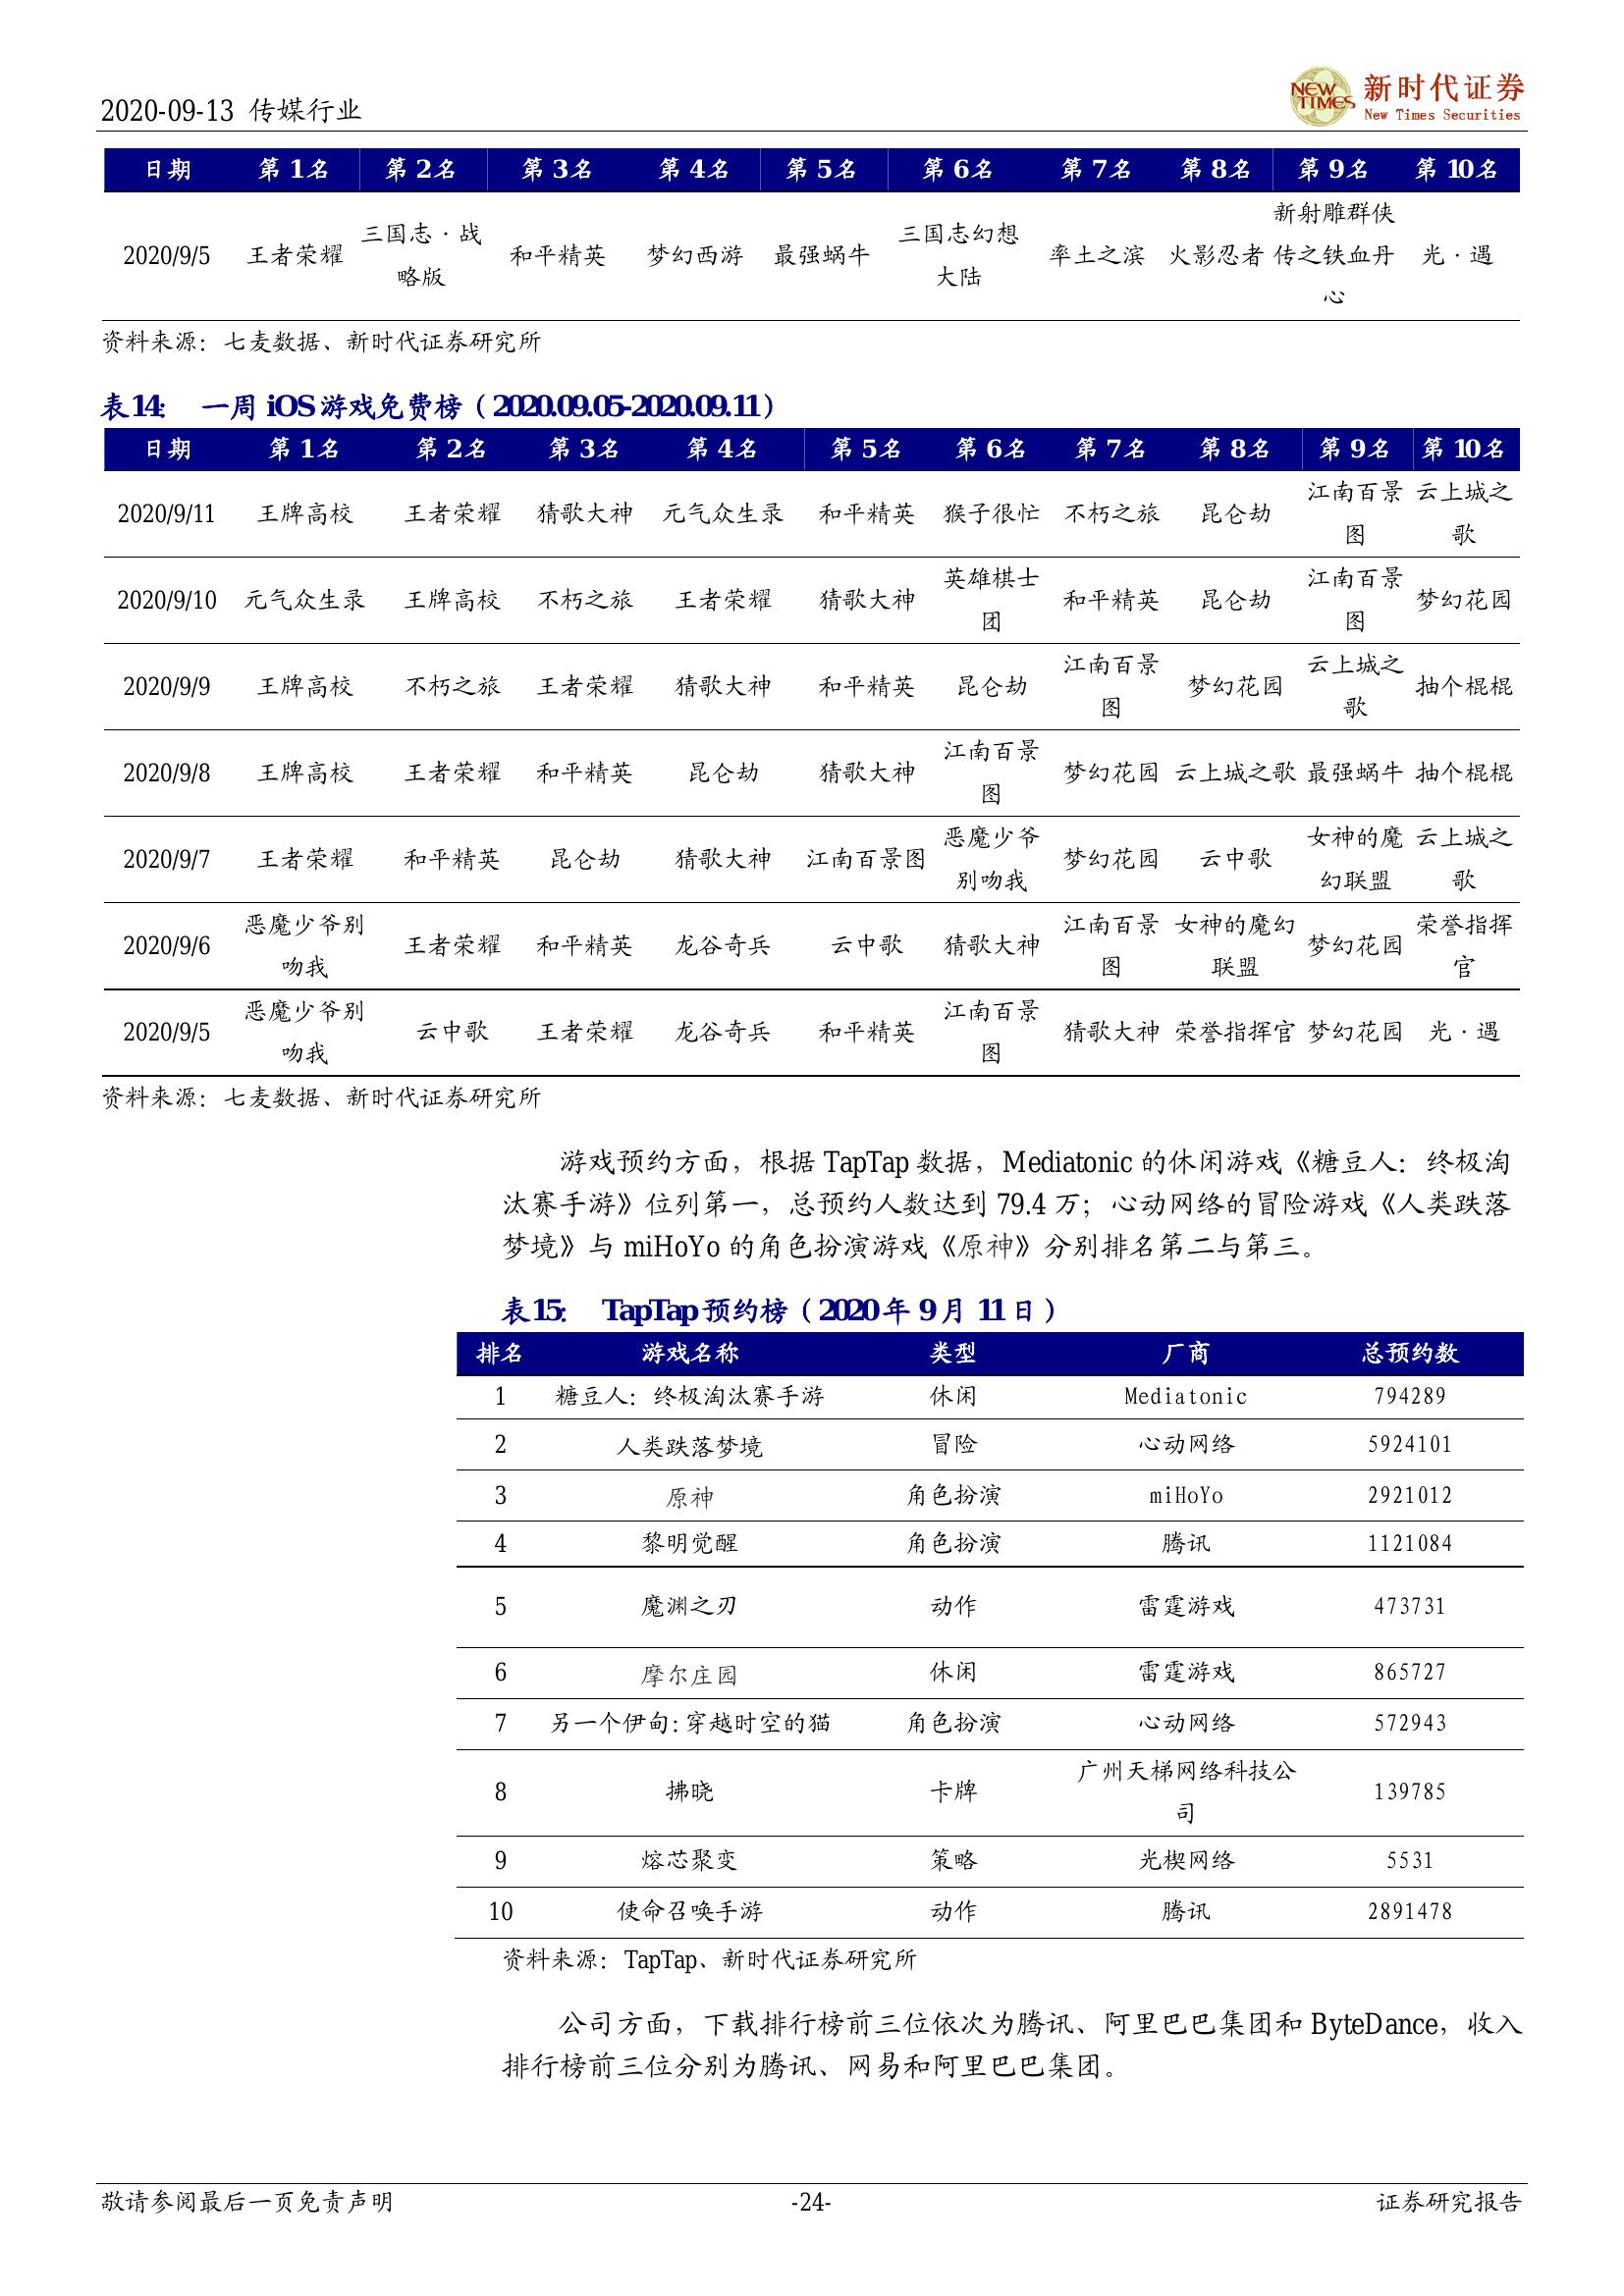 2020-09-13 传媒行业
NEW TIMES 新时代证券
New Times Securities
日期 第 1名 第 2名 第 3名 第 4名 第 5名 第 6名 第 7名 第 8名 第 9名 第 10名
2020/9/5 王者荣耀 三国志·战略版 和平精英 梦幻西游 最强蜗牛 三国志幻想大陆 率土之滨 火影忍者 新射雕群侠传之铁血丹心 光·遇
资料来源：七麦数据、新时代证券研究所
表14： 一周 iOS 游戏免费榜（2020.09.05-2020.09.11）
日期 第 1名 第 2名 第 3名 第 4名 第 5名 第 6名 第 7名 第 8名 第 9名 第 10名
2020/9/11 王牌高校 王者荣耀 猜歌大神 元气众生录 和平精英 猴子很忙 不朽之旅 昆仑劫 江南百景图 云上城之歌
2020/9/10 元气众生录 王牌高校 不朽之旅 王者荣耀 猜歌大神 英雄棋士团 和平精英 昆仑劫 江南百景图 梦幻花园
2020/9/9 王牌高校 不朽之旅 王者荣耀 猜歌大神 和平精英 昆仑劫 江南百景图 梦幻花园 云上城之歌 抽个棍棍
2020/9/8 王牌高校 王者荣耀 和平精英 昆仑劫 猜歌大神 江南百景图 梦幻花园 云上城之歌 最强蜗牛 抽个棍棍
2020/9/7 王者荣耀 和平精英 昆仑劫 猜歌大神 江南百景图 恶魔少爷别吻我 梦幻花园 云中歌 女神的魔幻联盟 云上城之歌
2020/9/6 恶魔少爷别吻我 王者荣耀 和平精英 龙谷奇兵 云中歌 猜歌大神 江南百景图 女神的魔幻联盟 梦幻花园 荣誉指挥官
2020/9/5 恶魔少爷别吻我 云中歌 王者荣耀 龙谷奇兵 和平精英 江南百景图 猜歌大神 荣誉指挥官 梦幻花园 光·遇
资料来源：七麦数据、新时代证券研究所
游戏预约方面，根据 TapTap 数据，Mediatonic 的休闲游戏《糖豆人：终极淘
汰赛手游》位列第一，总预约人数达到 79.4 万；心动网络的冒险游戏《人类跌落
梦境》与 miHoYo 的角色扮演游戏《原神》分别排名第二与第三。
表15： TapTap 预约榜（2020 年 9 月 11 日）
排名 游戏名称 类型 厂商 总预约数
1 糖豆人：终极淘汰赛手游 休闲 Mediatonic 794289
2 人类跌落梦境 冒险 心动网络 5924101
3 原神 角色扮演 miHoYo 2921012
4 黎明觉醒 角色扮演 腾讯 1121084
5 魔渊之刃 动作 雷霆游戏 473731
6 摩尔庄园 休闲 雷霆游戏 865727
7 另一个伊甸:穿越时空的猫 角色扮演 心动网络 572943
8 拂晓 卡牌 广州天梯网络科技公司 139785
9 熔芯聚变 策略 光楔网络 5531
10 使命召唤手游 动作 腾讯 2891478
资料来源：TapTap、新时代证券研究所
公司方面，下载排行榜前三位依次为腾讯、阿里巴巴集团和 ByteDance，收入
排行榜前三位分别为腾讯、网易和阿里巴巴集团。
敬请参阅最后一页免责声明 -24- 证券研究报告